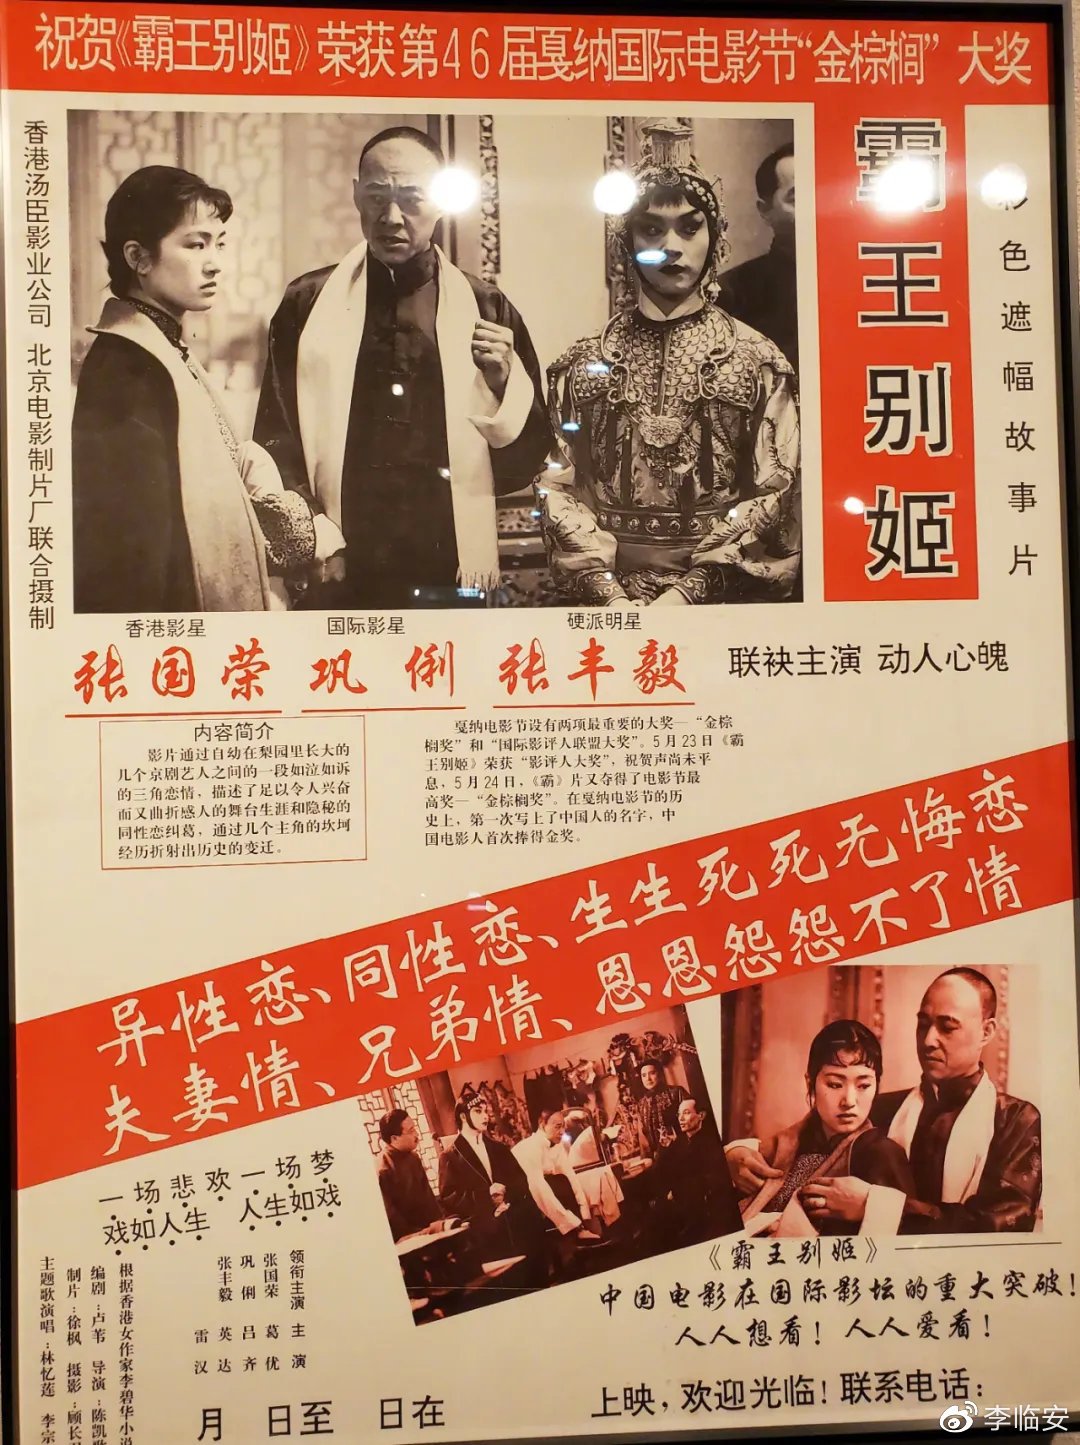 祝贺《霸王别姬》荣获第46届戛纳国际电影节“金棕榈”大奖
香港汤臣影业公司 北京电影制片厂联合摄制
霸王别姬
彩色遮幅故事片
香港影星 国际影星 硬派明星
张国荣 巩俐 张丰毅
联袂主演 动人心魄
内容简介
影片通过自幼在梨园里长大的
几个京剧艺人之间的一段如泣如诉
的三角恋情，描述了足以令人兴奋
而又曲折感人的舞台生涯和隐秘的
同性恋纠葛，通过几个主角的坎坷
经历折射出历史的变迁。
戛纳电影节设有两项最重要的大奖—“金棕
榈奖”和“国际影评人联盟大奖”。5月23日《霸
王别姬》荣获“影评人大奖”，祝贺声尚未平
息，5月24日，《霸》片又夺得了电影节最
高奖—“金棕榈奖”。在戛纳电影节的历
史上，第一次写上了中国人的名字，中
国电影人首次捧得金奖。
异性恋、同性恋、生生死死无悔恋
夫妻情、兄弟情、恩恩怨怨不了情
一场悲欢一场梦
戏如人生 人生如戏
领衔主演 主演
张国荣 葛优
巩俐 吕齐
张丰毅 英达
雷汉
根据香港女作家李碧华小说
编剧：卢苇 导演：陈凯歌
制片：徐枫 摄影：顾长
主题歌演唱：林忆莲 李宗
《霸王别姬》
中国电影在国际影坛的重大突破！
人人想看！人人爱看！
月 日至 日在
上映，欢迎光临！联系电话：
李临安